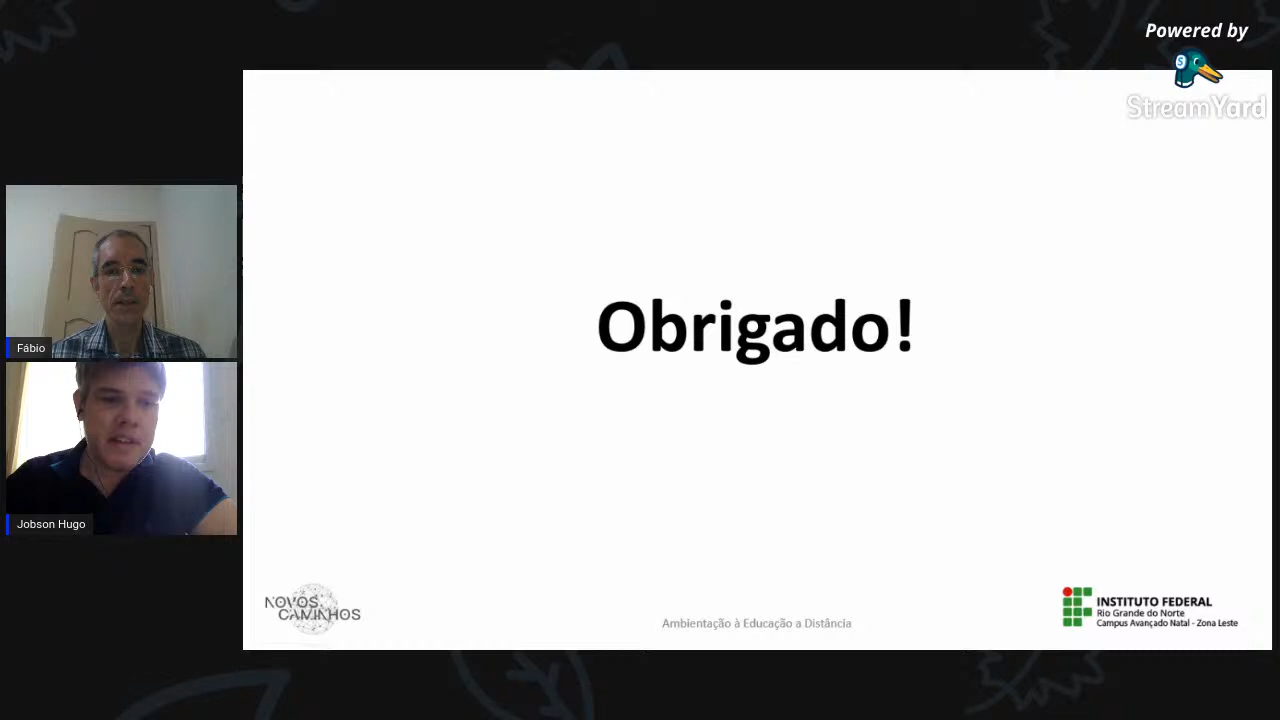 Powered by
StreamYard
Fábio
Jobson Hugo
Obrigado!
NOVOS
CAMINHOS
Ambientação à Educação a Distância
INSTITUTO FEDERAL
Rio Grande do Norte
Campus Avançado Natal - Zona Leste